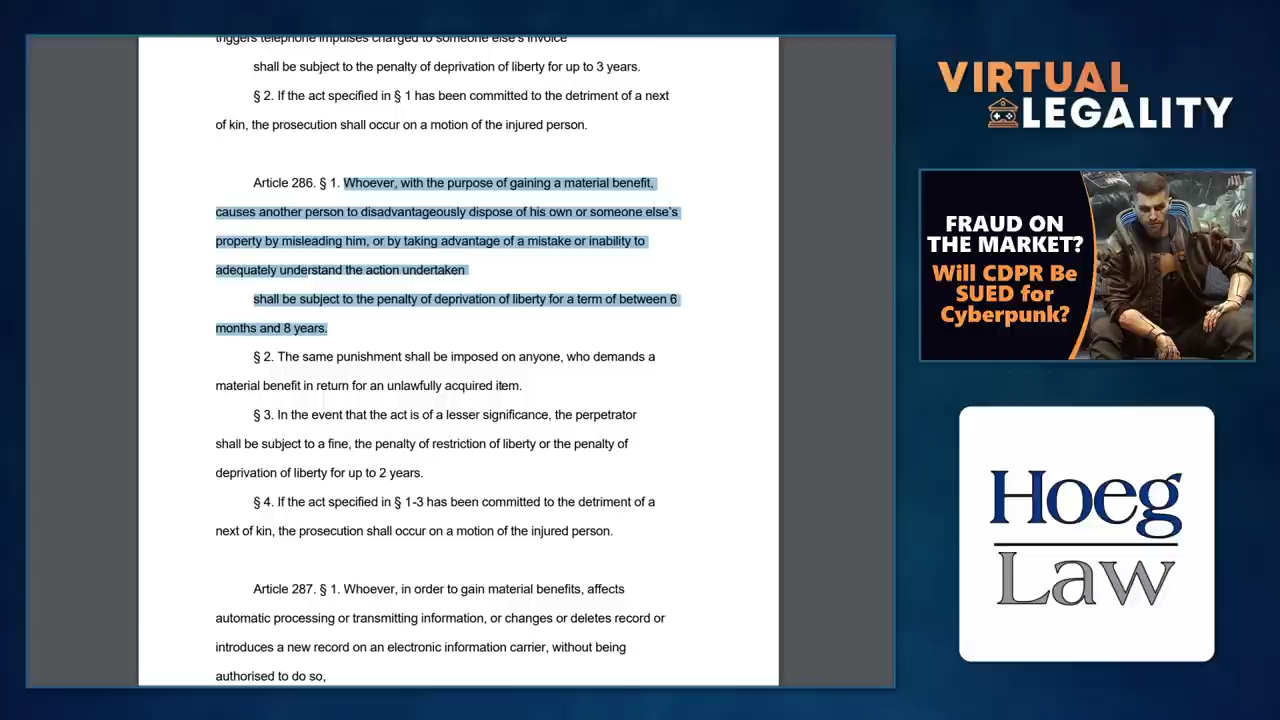 triggers telephone impulses charged to someone else's invoice
shall be subject to the penalty of deprivation of liberty for up to 3 years.
§ 2. If the act specified in § 1 has been committed to the detriment of a next
of kin, the prosecution shall occur on a motion of the injured person.
Article 286. § 1. Whoever, with the purpose of gaining a material benefit,
causes another person to disadvantageously dispose of his own or someone else's
property by misleading him, or by taking advantage of a mistake or inability to
adequately understand the action undertaken
shall be subject to the penalty of deprivation of liberty for a term of between 6
months and 8 years.
§ 2. The same punishment shall be imposed on anyone, who demands a
material benefit in return for an unlawfully acquired item.
§ 3. In the event that the act is of a lesser significance, the perpetrator
shall be subject to a fine, the penalty of restriction of liberty or the penalty of
deprivation of liberty for up to 2 years.
§ 4. If the act specified in § 1-3 has been committed to the detriment of a
next of kin, the prosecution shall occur on a motion of the injured person.
Article 287. § 1. Whoever, in order to gain material benefits, affects
automatic processing or transmitting information, or changes or deletes record or
introduces a new record on an electronic information carrier, without being
authorised to do so,
VIRTUAL
LEGALITY
FRAUD ON
THE MARKET?
Will CDPR Be
SUED for
Cyberpunk?
Hoeg
Law